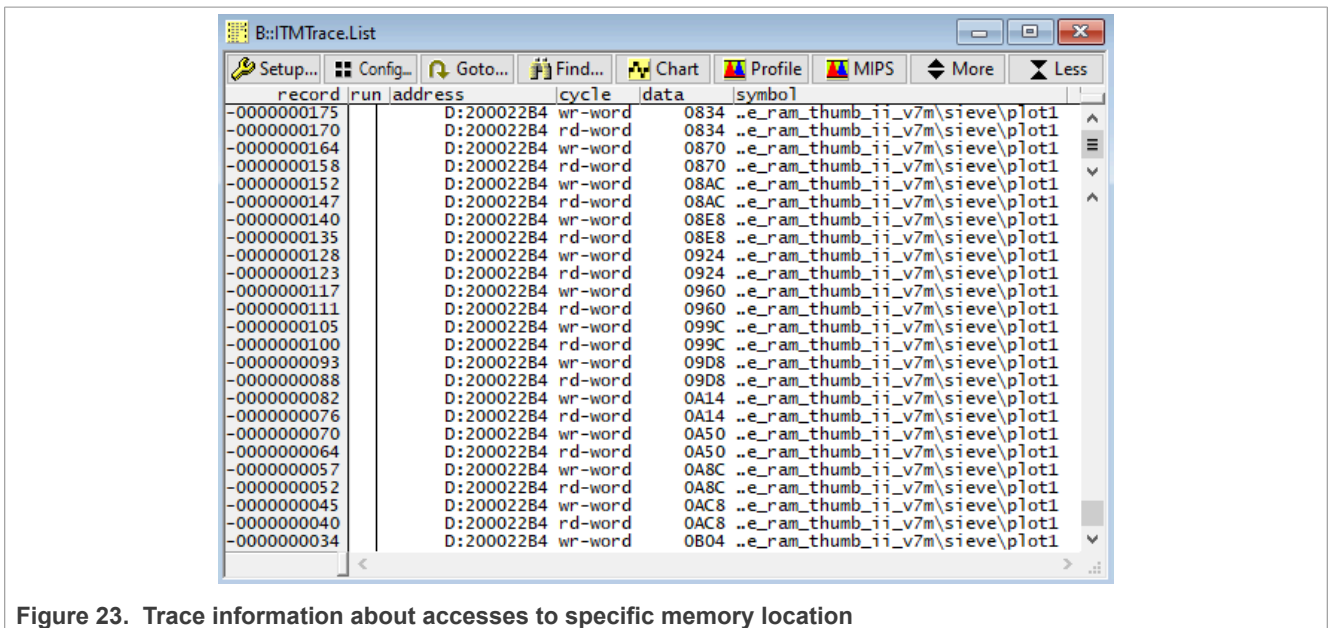 B::ITMTrace.List
Setup... Config... Goto... Find... Chart Profile MIPS More Less
record run address cycle data symbol
-0000000175 D:200022B4 wr-word 0834 ..e_ram_thumb_ii_v7m\sieve\plot1
-0000000170 D:200022B4 rd-word 0834 ..e_ram_thumb_ii_v7m\sieve\plot1
-0000000164 D:200022B4 wr-word 0870 ..e_ram_thumb_ii_v7m\sieve\plot1
-0000000158 D:200022B4 rd-word 0870 ..e_ram_thumb_ii_v7m\sieve\plot1
-0000000152 D:200022B4 wr-word 08AC ..e_ram_thumb_ii_v7m\sieve\plot1
-0000000147 D:200022B4 rd-word 08AC ..e_ram_thumb_ii_v7m\sieve\plot1
-0000000140 D:200022B4 wr-word 08E8 ..e_ram_thumb_ii_v7m\sieve\plot1
-0000000135 D:200022B4 rd-word 08E8 ..e_ram_thumb_ii_v7m\sieve\plot1
-0000000128 D:200022B4 wr-word 0924 ..e_ram_thumb_ii_v7m\sieve\plot1
-0000000123 D:200022B4 rd-word 0924 ..e_ram_thumb_ii_v7m\sieve\plot1
-0000000117 D:200022B4 wr-word 0960 ..e_ram_thumb_ii_v7m\sieve\plot1
-0000000111 D:200022B4 rd-word 0960 ..e_ram_thumb_ii_v7m\sieve\plot1
-0000000105 D:200022B4 wr-word 099C ..e_ram_thumb_ii_v7m\sieve\plot1
-0000000100 D:200022B4 rd-word 099C ..e_ram_thumb_ii_v7m\sieve\plot1
-0000000093 D:200022B4 wr-word 09D8 ..e_ram_thumb_ii_v7m\sieve\plot1
-0000000088 D:200022B4 rd-word 09D8 ..e_ram_thumb_ii_v7m\sieve\plot1
-0000000082 D:200022B4 wr-word 0A14 ..e_ram_thumb_ii_v7m\sieve\plot1
-0000000076 D:200022B4 rd-word 0A14 ..e_ram_thumb_ii_v7m\sieve\plot1
-0000000070 D:200022B4 wr-word 0A50 ..e_ram_thumb_ii_v7m\sieve\plot1
-0000000064 D:200022B4 rd-word 0A50 ..e_ram_thumb_ii_v7m\sieve\plot1
-0000000057 D:200022B4 wr-word 0A8C ..e_ram_thumb_ii_v7m\sieve\plot1
-0000000052 D:200022B4 rd-word 0A8C ..e_ram_thumb_ii_v7m\sieve\plot1
-0000000045 D:200022B4 wr-word 0AC8 ..e_ram_thumb_ii_v7m\sieve\plot1
-0000000040 D:200022B4 rd-word 0AC8 ..e_ram_thumb_ii_v7m\sieve\plot1
-0000000034 D:200022B4 wr-word 0B04 ..e_ram_thumb_ii_v7m\sieve\plot1
Figure 23. Trace information about accesses to specific memory location